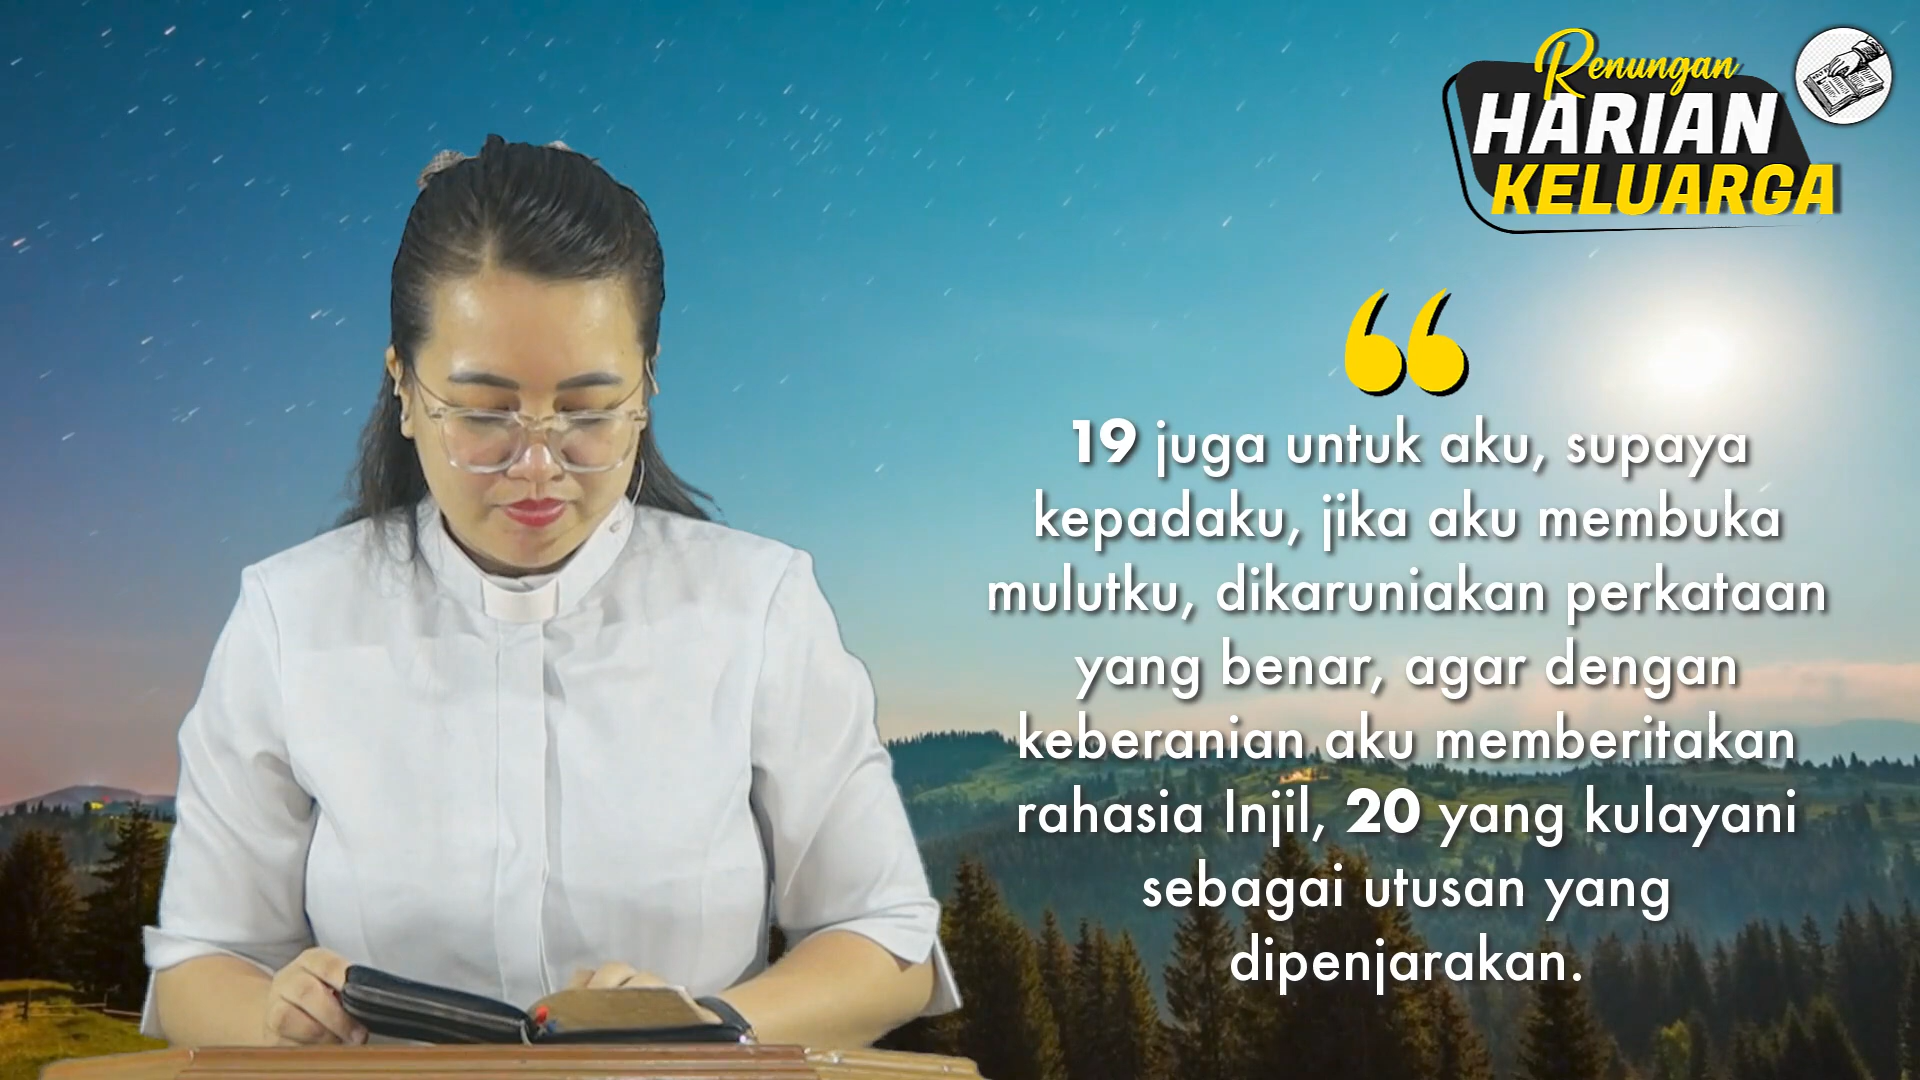 Renungan
HARIAN
KELUARGA
19 juga untuk aku, supaya
kepadaku, jika aku membuka
mulutku, dikaruniakan perkataan
yang benar, agar dengan
keberanian aku memberitakan
rahasia Injil, 20 yang kulayani
sebagai utusan yang
dipenjarakan.